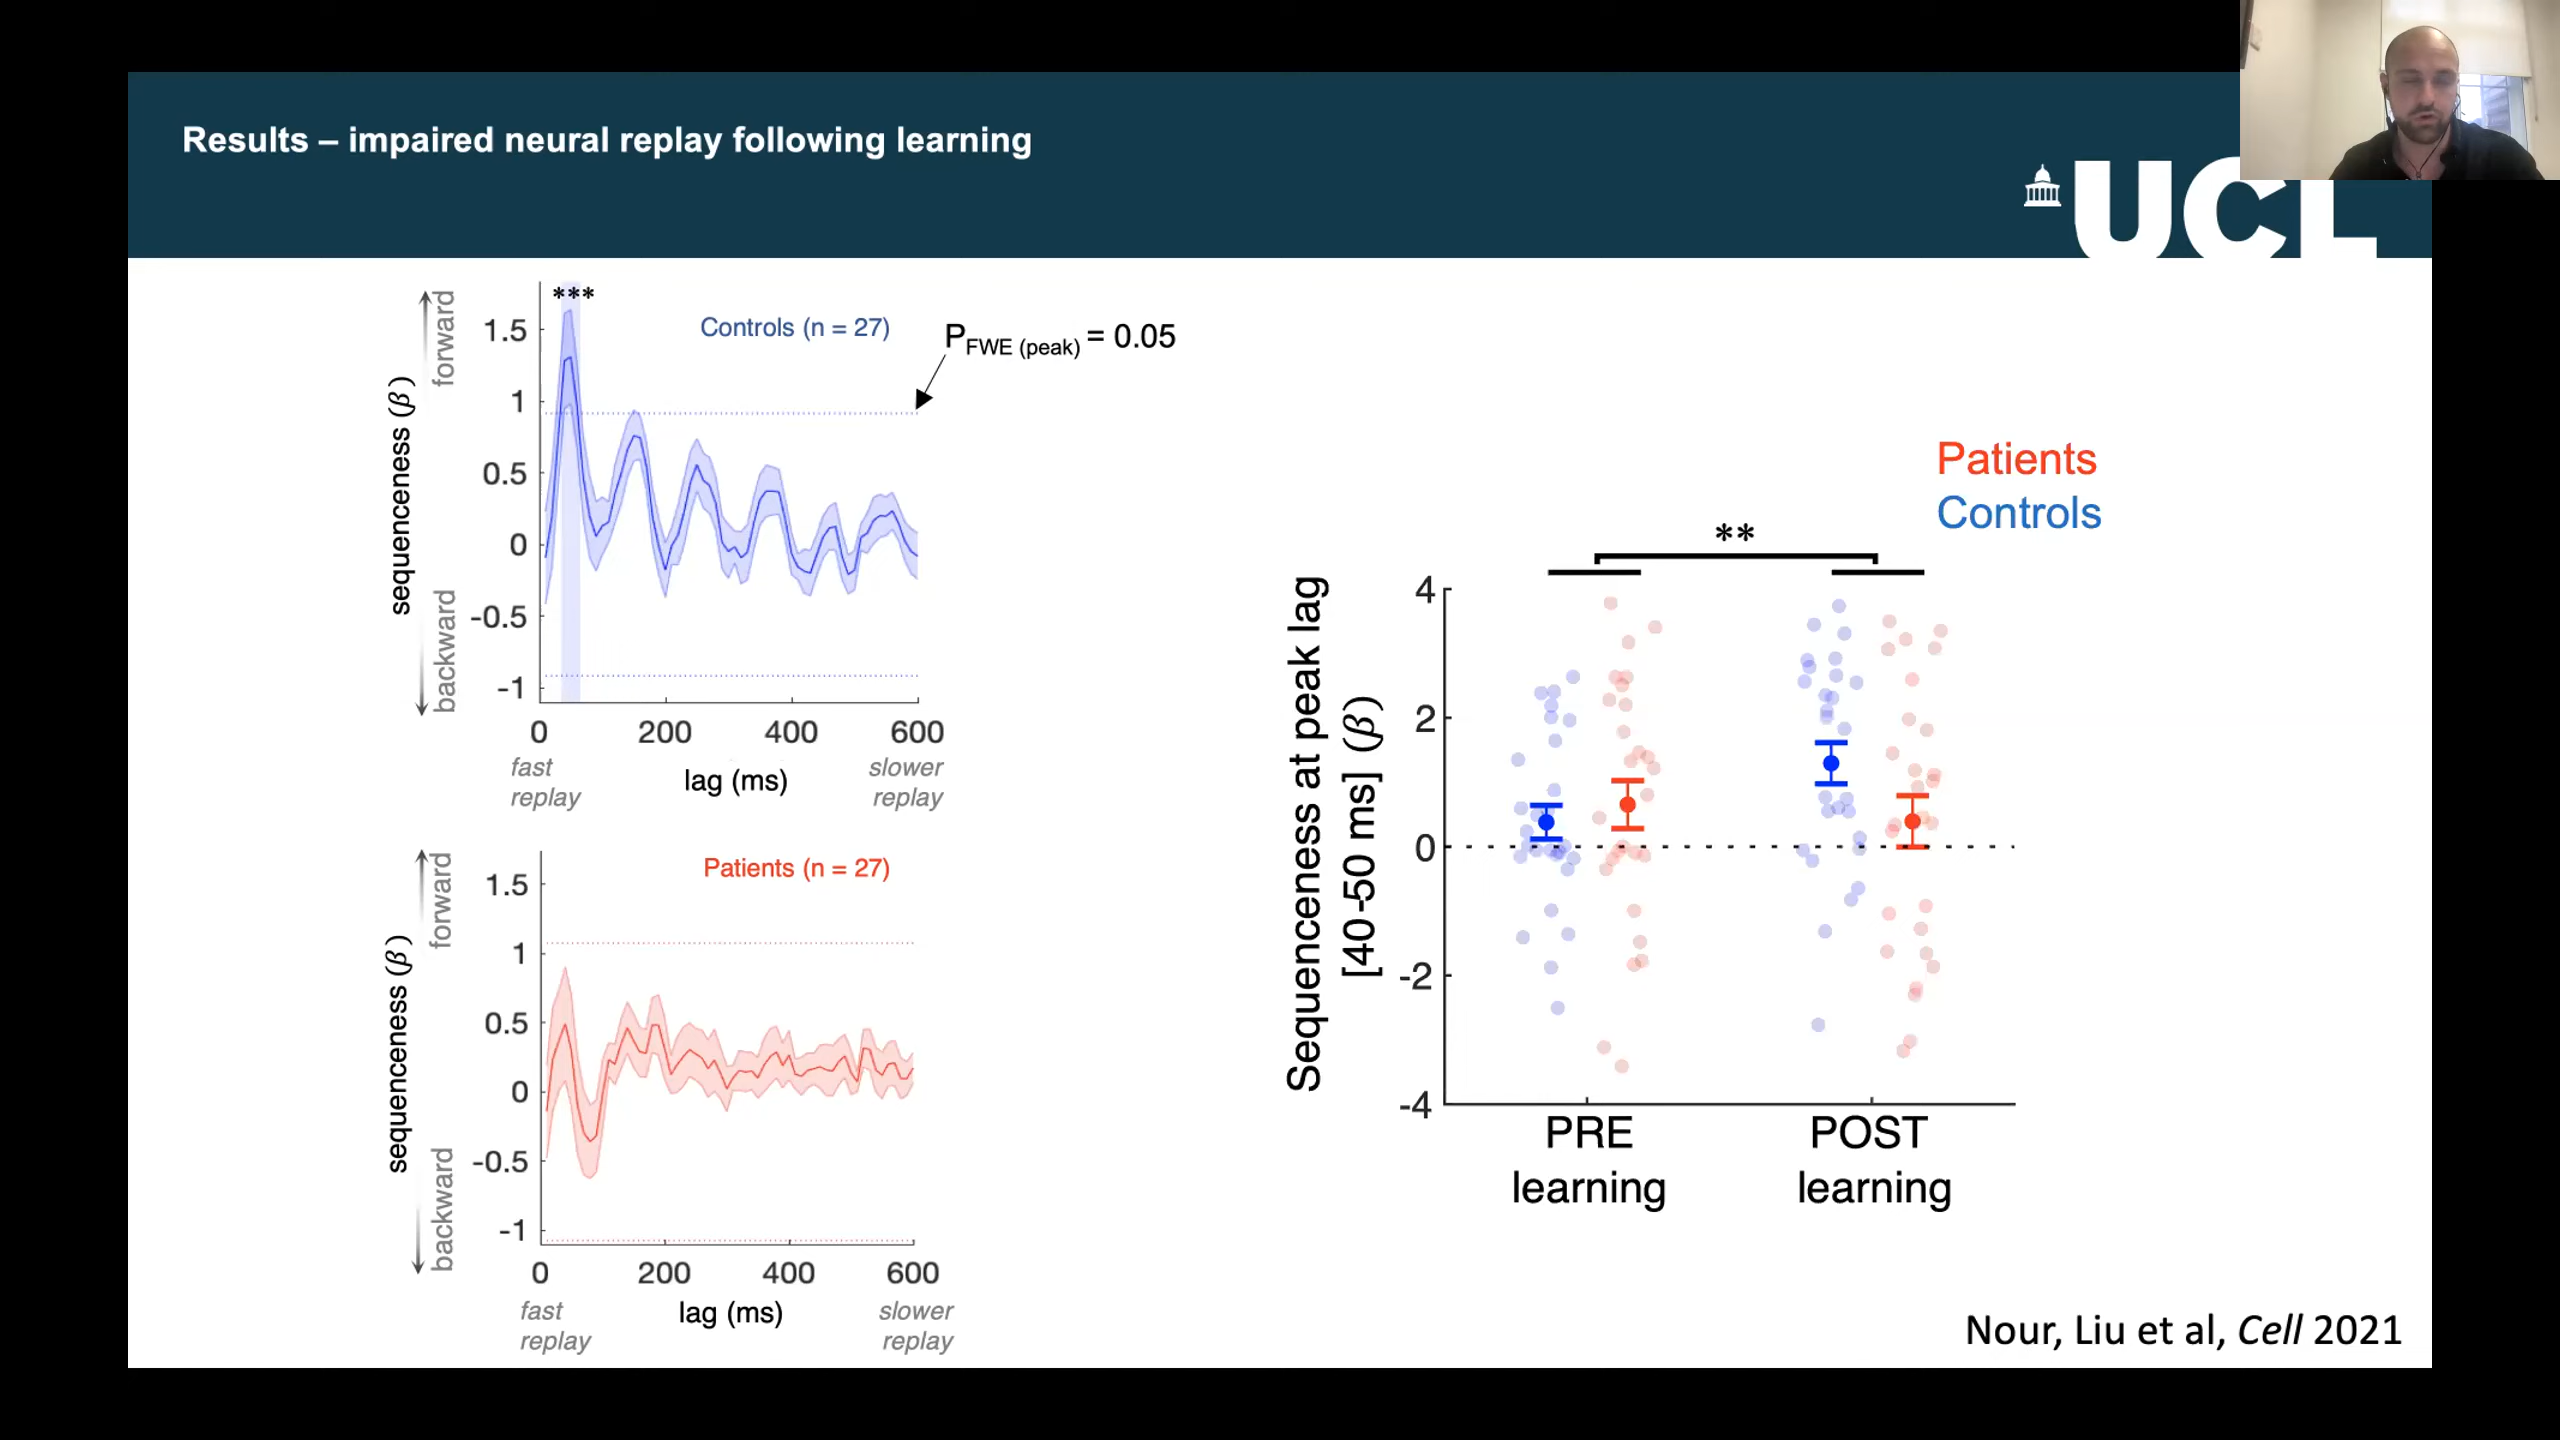 Results – impaired neural replay following learning
UCL
***
Controls (n = 27)
P FWE (peak) = 0.05
forward
sequenceness (β)
backward
1.5
1
0.5
0
-0.5
-1
0 200 400 600
fast replay
lag (ms)
slower replay
Patients (n = 27)
forward
sequenceness (β)
backward
1.5
1
0.5
0
-0.5
-1
0 200 400 600
fast replay
lag (ms)
slower replay
Patients
Controls
**
Sequenceness at peak lag
[40-50 ms] (β)
4
2
0
-2
-4
PRE learning
POST learning
Nour, Liu et al, Cell 2021